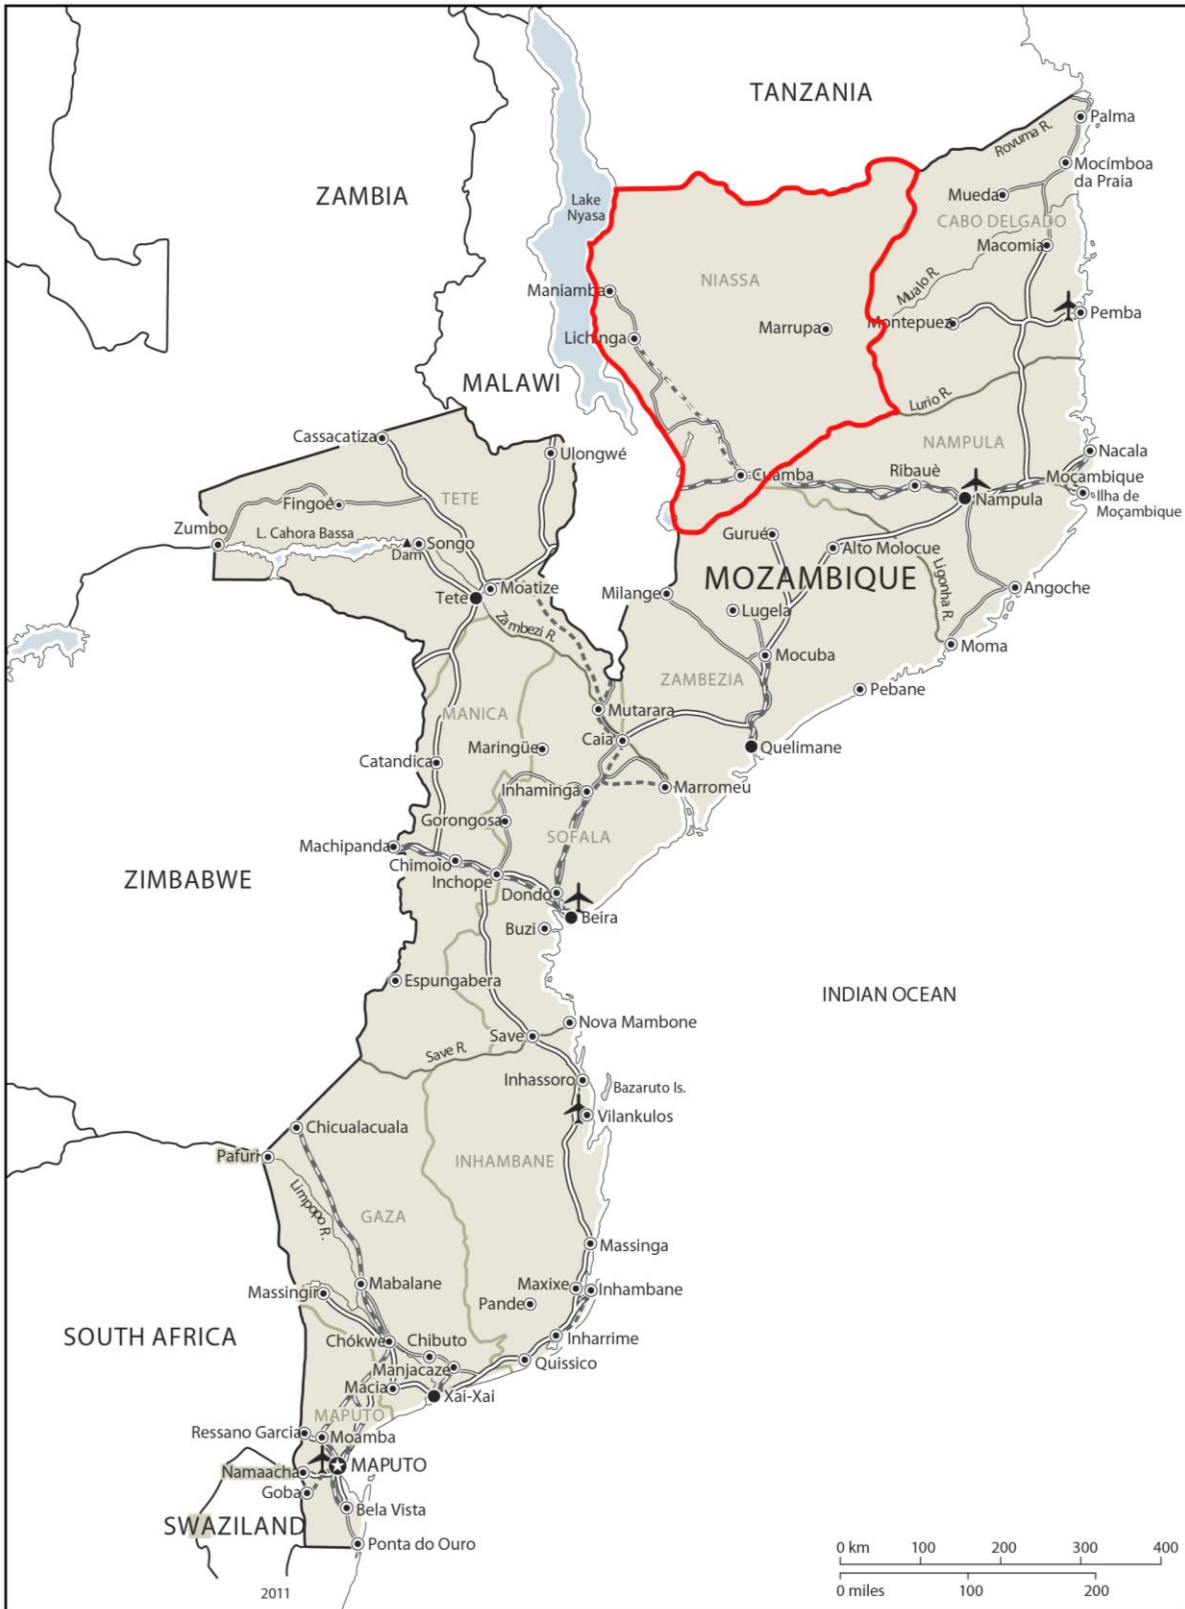 TANZANIA
Palma
Rovuma R.
Mocímboa
da Praia
ZAMBIA
Lake
Nyasa
Mueda
CABO DELGADO
Macomia
NIASSA
Mualo R.
Maniamba
Pemba
Montepuez
Marrupa
Lichinga
MALAWI
Lurio R.
Cassacatiza
NAMPULA
Ulongwé
Nacala
Ribauè
Cuamba
Moçambique
TETE
Ilha de
Moçambique
Fingoé
Nampula
Zumbo
L. Cahora Bassa
Songo
Dam
Gurué
Alto Molocue
MOZAMBIQUE
Ligonha R.
Moatize
Tete
Milange
Angoche
Lugela
Zambezi R.
Moma
Mocuba
ZAMBEZIA
Pebane
MANICA
Mutarara
Maringüe
Caia
Quelimane
Catandica
Inhaminga
Marromeu
Gorongosa
SOFALA
Machipanda
Chimoio
Inchope
ZIMBABWE
Dondo
Beira
Buzi
Espungabera
INDIAN OCEAN
Nova Mambone
Save
Save R.
Inhassoro
Bazaruto Is.
Vilankulos
Chicualacuala
Pafuri
INHAMBANE
Limpopo R.
GAZA
Massinga
Mabalane
Maxixe
Inhambane
Massingir
Pande
SOUTH AFRICA
Chókwe
Chibuto
Inharrime
Manjacaze
Quissico
Macia
Xai-Xai
MAPUTO
Ressano Garcia
Moamba
MAPUTO
Namaacha
Goba
Bela Vista
SWAZILAND
Ponta do Ouro
0 km 100 200 300 400
0 miles 100 200
2011